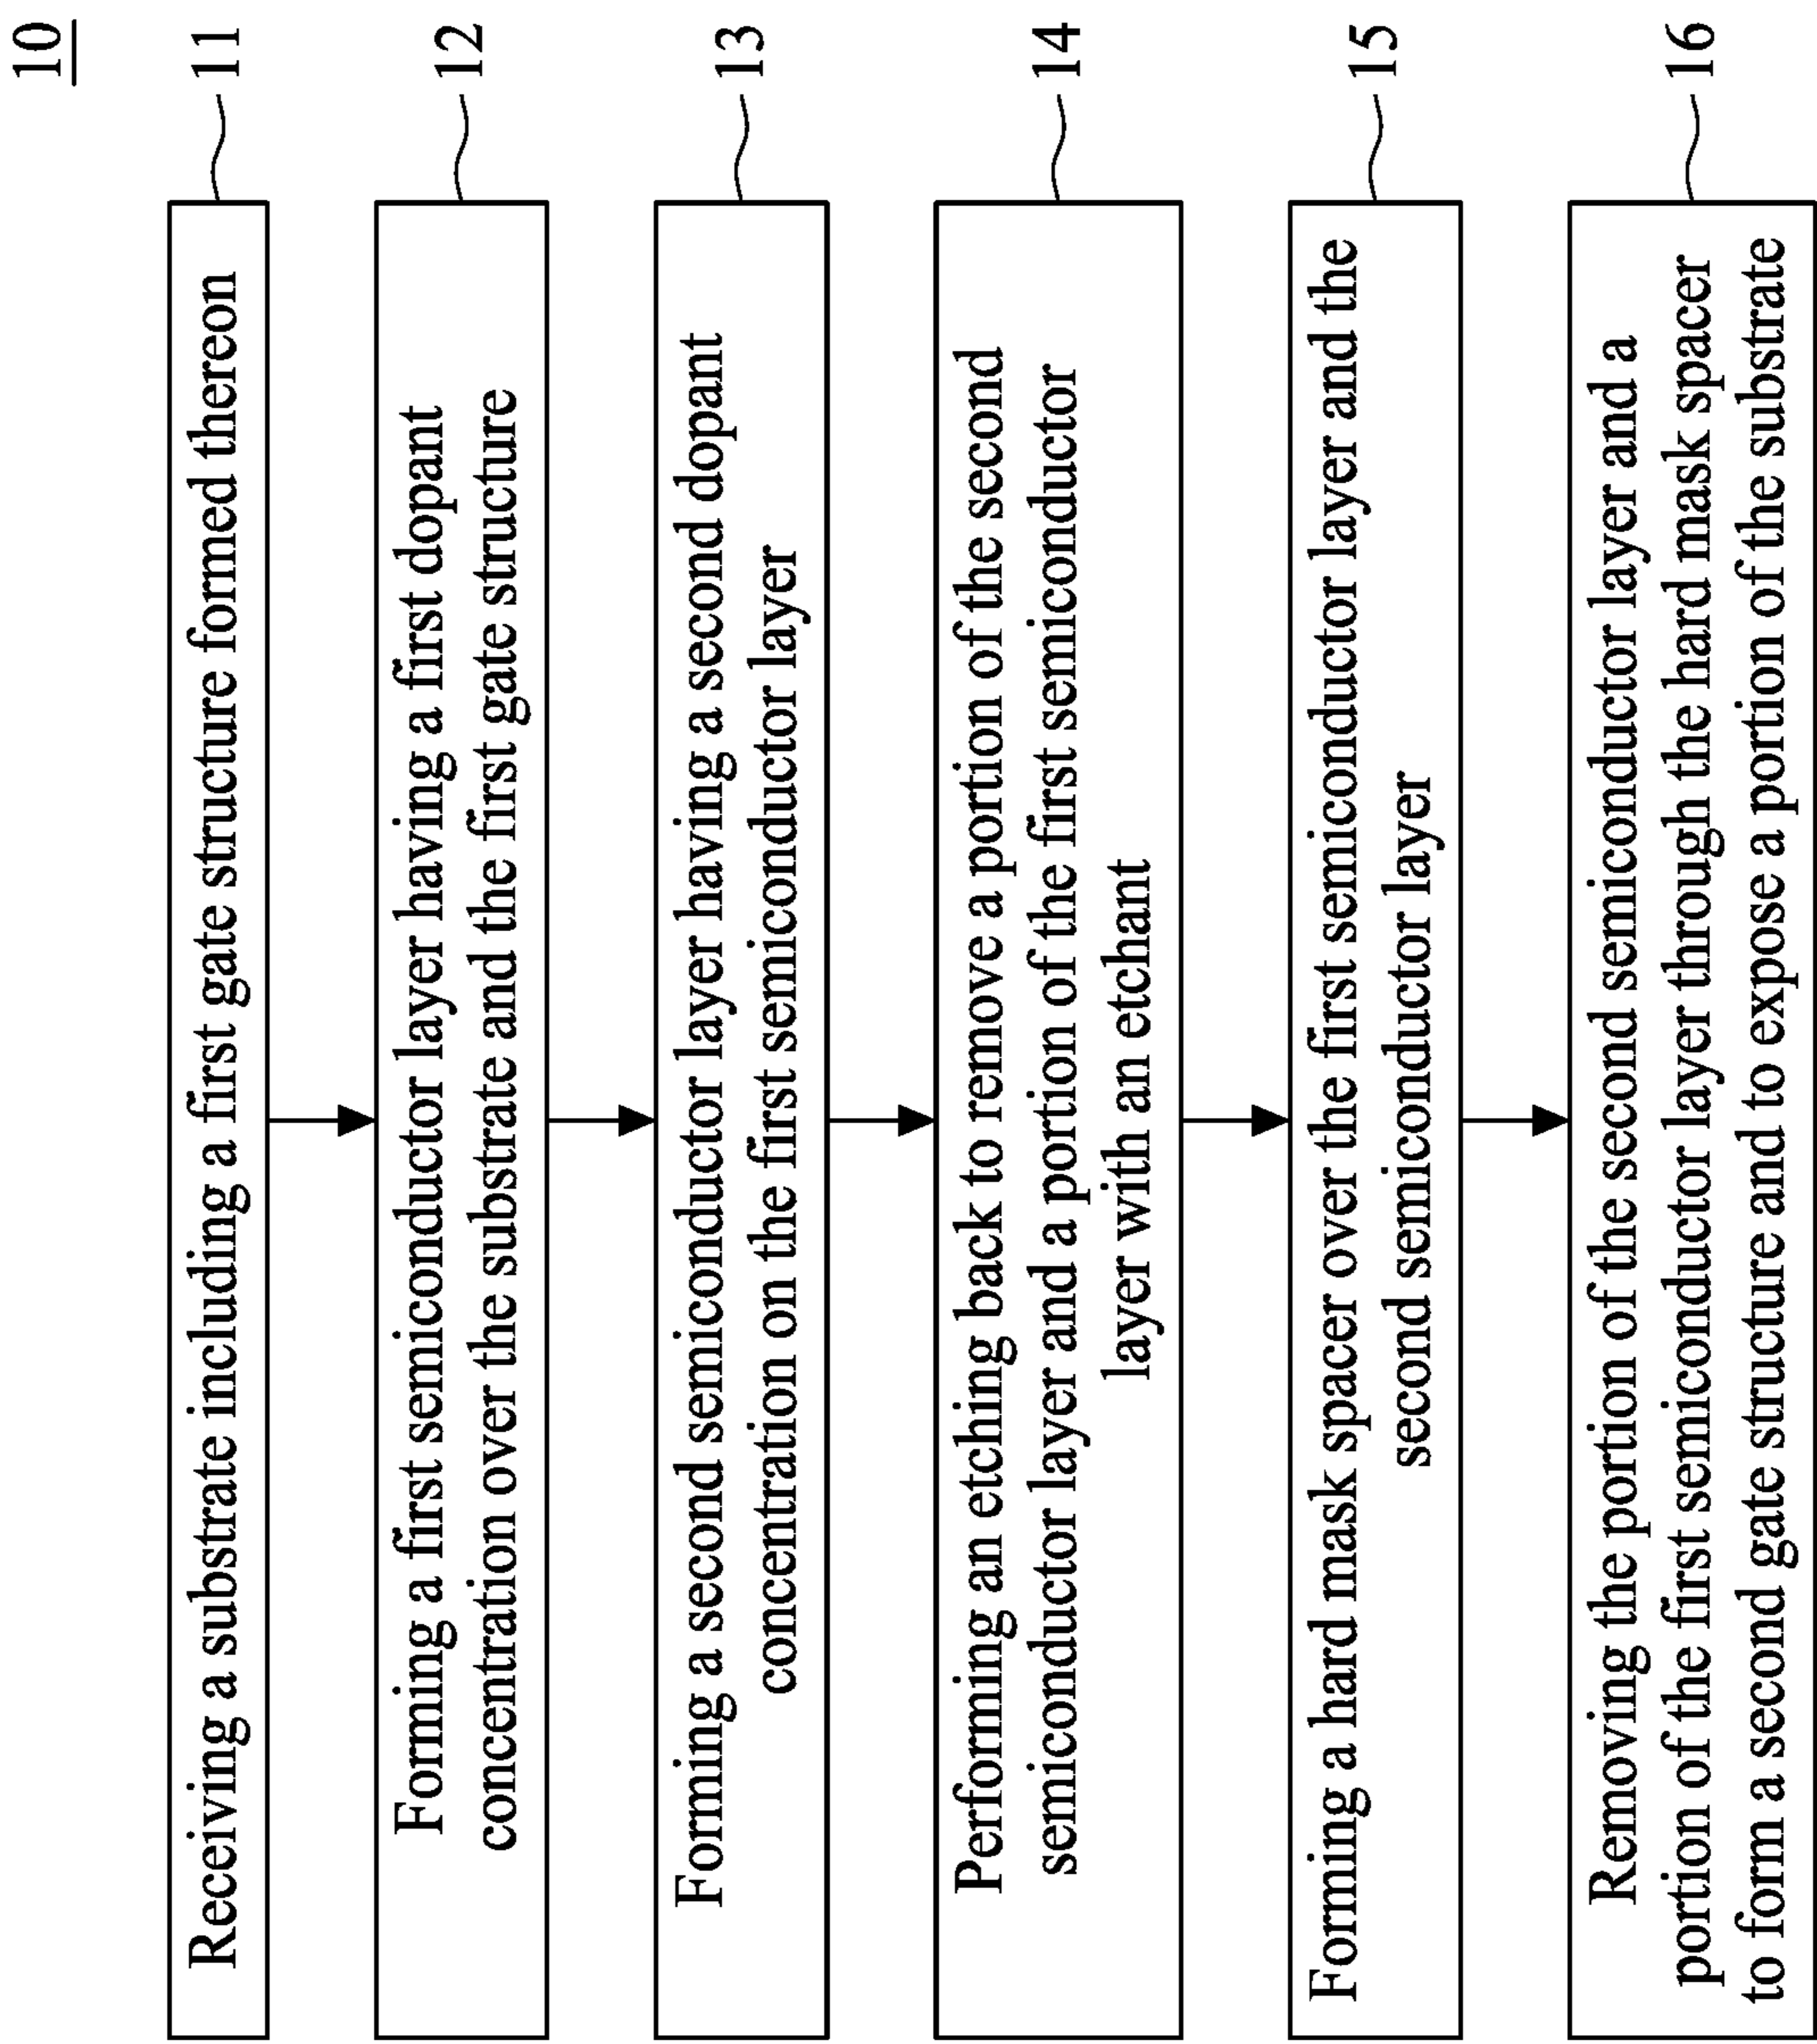 10
Receiving a substrate including a first gate structure formed thereon
11
Forming a first semiconductor layer having a first dopant
concentration over the substrate and the first gate structure
12
Forming a second semiconductor layer having a second dopant
concentration on the first semiconductor layer
13
Performing an etching back to remove a portion of the second
semiconductor layer and a portion of the first semiconductor
layer with an etchant
14
Forming a hard mask spacer over the first semiconductor layer and the
second semiconductor layer
15
Removing the portion of the second semiconductor layer and a
portion of the first semiconductor layer through the hard mask spacer
to form a second gate structure and to expose a portion of the substrate
16